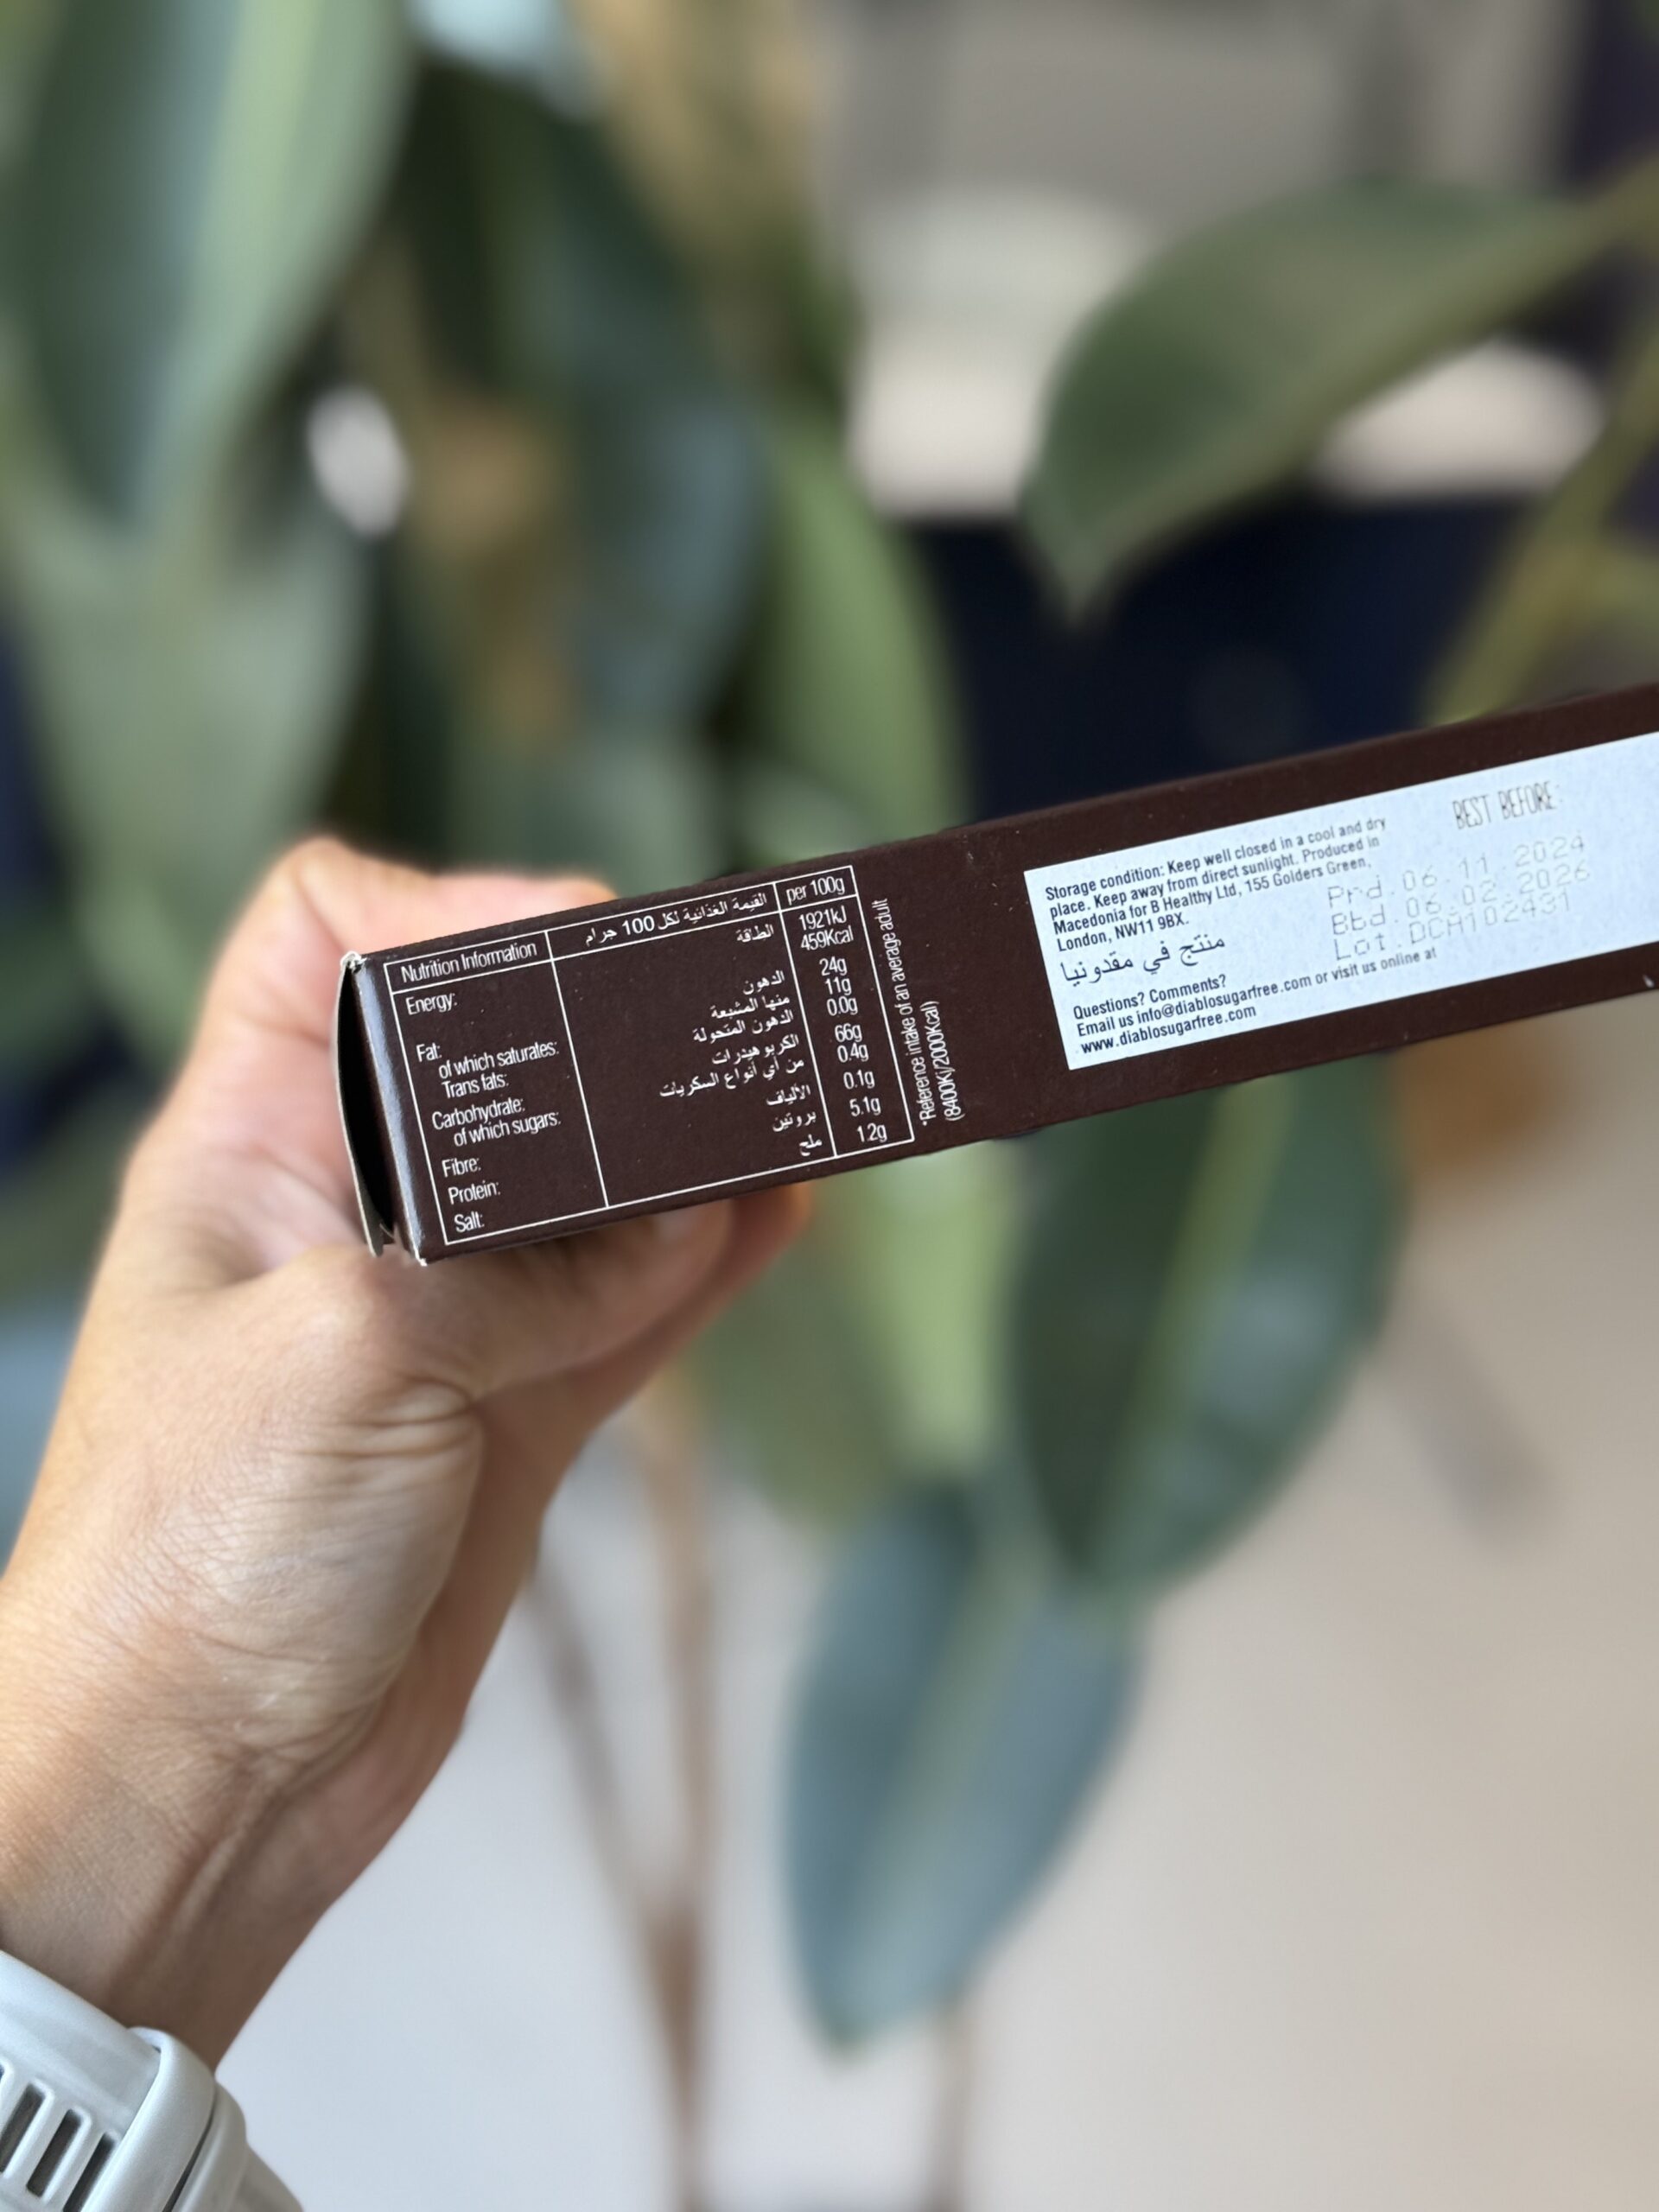 Nutrition Information القيمة الغذائية لكل 100 جرام per 100g
Energy: الطاقة 1921kJ
459Kcal
Fat: الدهون 24g
of which saturates: منها المشبعة 11g
Trans fats: الدهون المتحولة 0.0g
Carbohydrate: الكربوهيدرات 66g
of which sugars: من أي أنواع السكريات 0.4g
Fibre: الألياف 0.1g
Protein: بروتين 5.1g
Salt: ملح 1.2g
*Reference intake of an average adult
(8400Kj/2000Kcal)
Storage condition: Keep well closed in a cool and dry
place. Keep away from direct sunlight. Produced in
Macedonia for B Healthy Ltd, 155 Golders Green,
London, NW11 9BX.
منتج في مقدونيا
Questions? Comments?
Email us info@diablosugarfree.com or visit us online at
www.diablosugarfree.com
BEST BEFORE:
Prd.06.11.2024
Bbd.06.02.2026
Lot.DCH102431